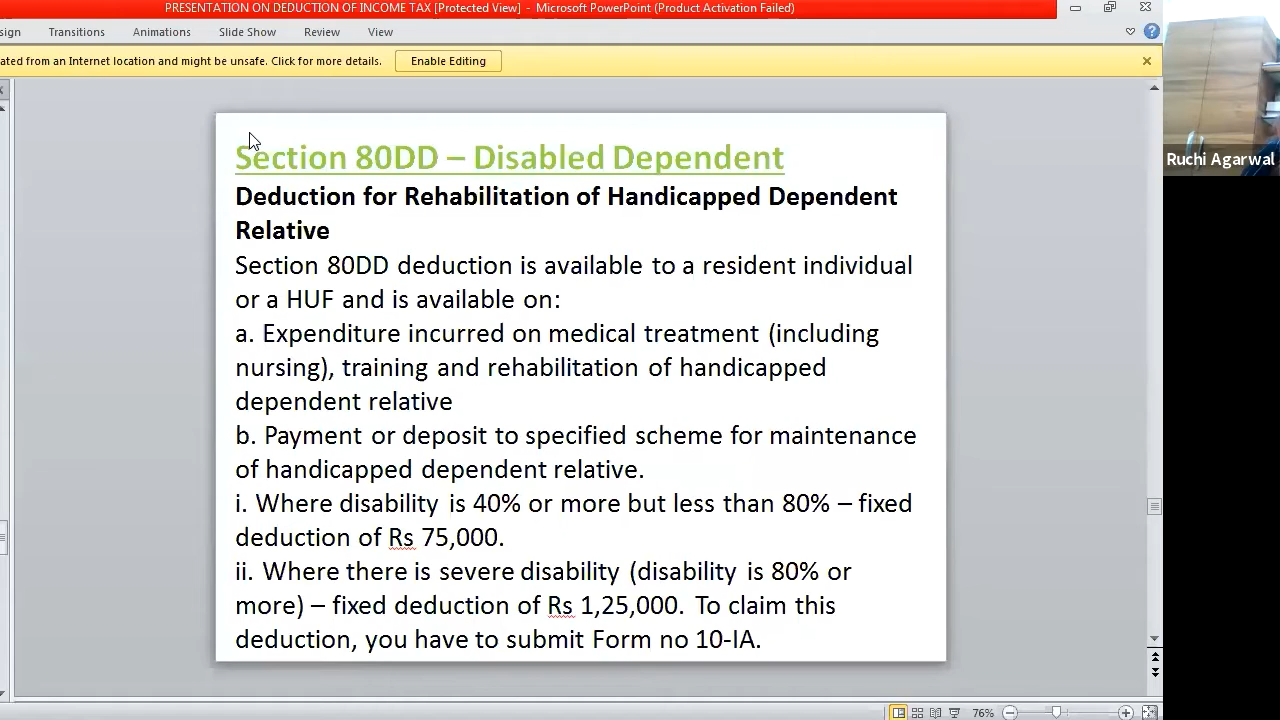 PRESENTATION ON DEDUCTION OF INCOME TAX [Protected View] - Microsoft PowerPoint (Product Activation Failed)
sign Transitions Animations Slide Show Review View
ated from an Internet location and might be unsafe. Click for more details. Enable Editing
Ruchi Agarwal
Section 80DD – Disabled Dependent
Deduction for Rehabilitation of Handicapped Dependent
Relative
Section 80DD deduction is available to a resident individual
or a HUF and is available on:
a. Expenditure incurred on medical treatment (including
nursing), training and rehabilitation of handicapped
dependent relative
b. Payment or deposit to specified scheme for maintenance
of handicapped dependent relative.
i. Where disability is 40% or more but less than 80% – fixed
deduction of Rs 75,000.
ii. Where there is severe disability (disability is 80% or
more) – fixed deduction of Rs 1,25,000. To claim this
deduction, you have to submit Form no 10-IA.
76%